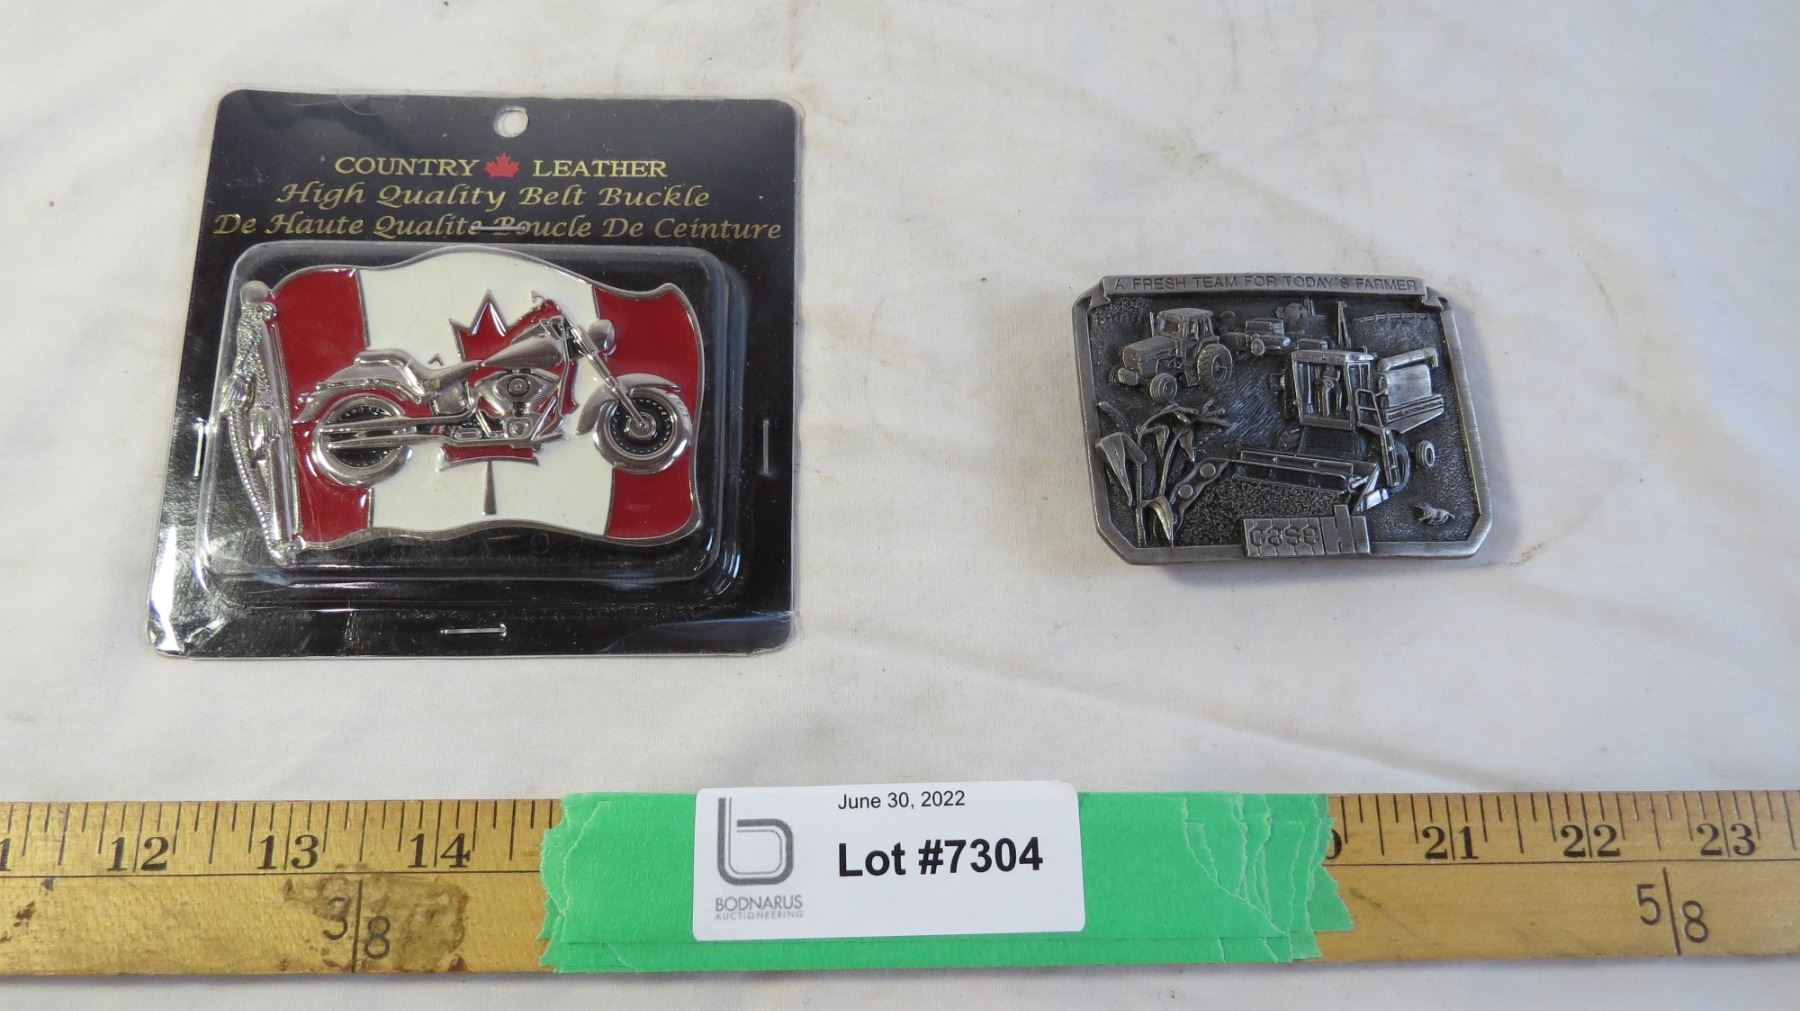 COUNTRY LEATHER
High Quality Belt Buckle
De Haute Qualite Boucle De Ceinture
A FRESH TEAM FOR TODAY'S FARMER
case IH
June 30, 2022
Lot #7304
BODNARUS
AUCTIONEERING
12 13 14 21 22 23
3/8 5/8